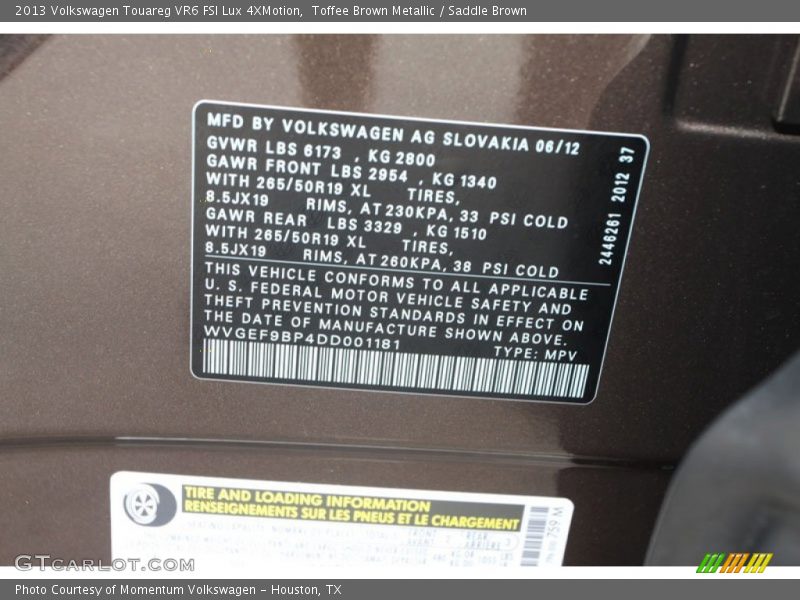 2013 Volkswagen Touareg VR6 FSI Lux 4XMotion, Toffee Brown Metallic / Saddle Brown
MFD BY VOLKSWAGEN AG SLOVAKIA 06/12
GVWR LBS 6173 , KG 2800
GAWR FRONT LBS 2954 , KG 1340
WITH 265/50R19 XL TIRES,
8.5JX19 RIMS, AT 230KPA, 33 PSI COLD
GAWR REAR LBS 3329 , KG 1510
WITH 265/50R19 XL TIRES,
8.5JX19 RIMS, AT 260KPA, 38 PSI COLD
THIS VEHICLE CONFORMS TO ALL APPLICABLE
U. S. FEDERAL MOTOR VEHICLE SAFETY AND
THEFT PREVENTION STANDARDS IN EFFECT ON
THE DATE OF MANUFACTURE SHOWN ABOVE.
WVGEF9BP4DD001181 TYPE: MPV
2446261 2012 37
TIRE AND LOADING INFORMATION
RENSEIGNEMENTS SUR LES PNEUS ET LE CHARGEMENT
FRONT REAR
AVANT ARRIÈRE
759 M
GTCarLot.com
Photo Courtesy of Momentum Volkswagen - Houston, TX